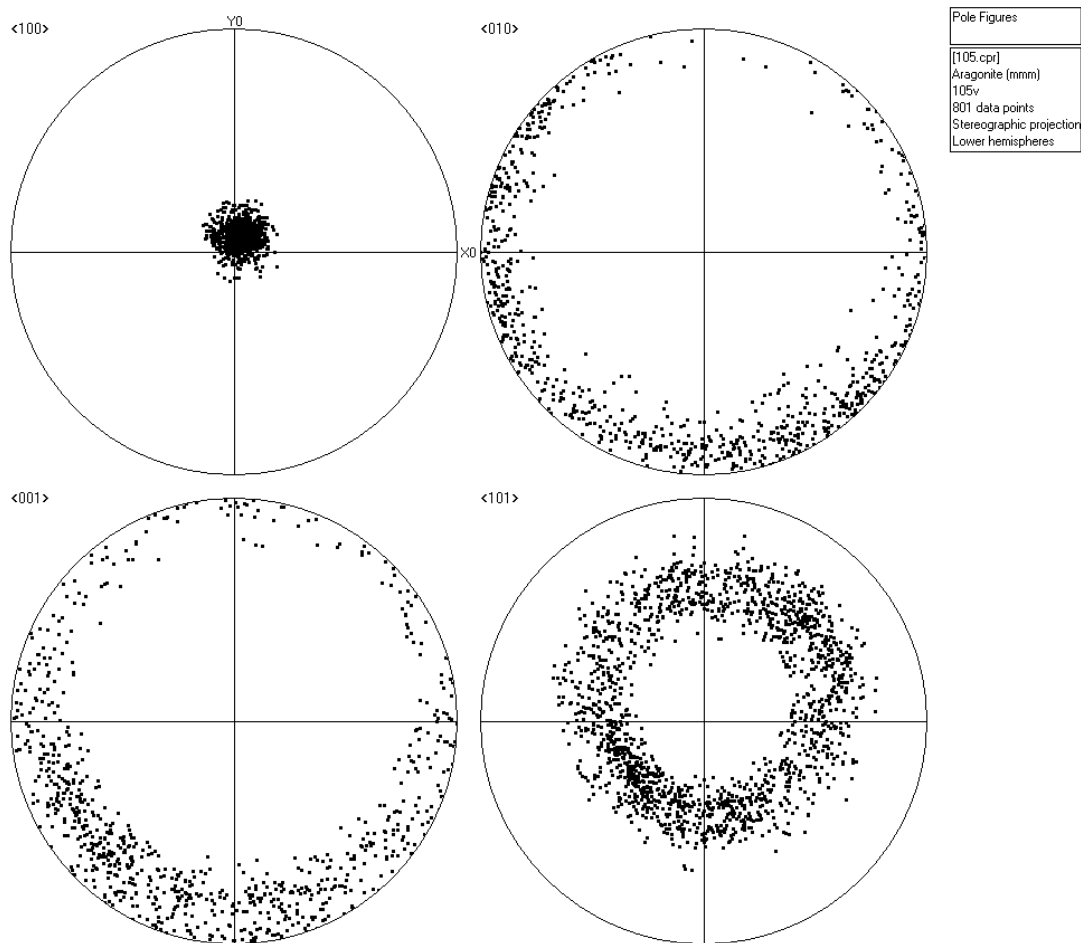 <100>
Y0
X0
<010>
Pole Figures
[105.cpr]
Aragonite (mmm)
105v
801 data points
Stereographic projection
Lower hemispheres
<001>
<101>